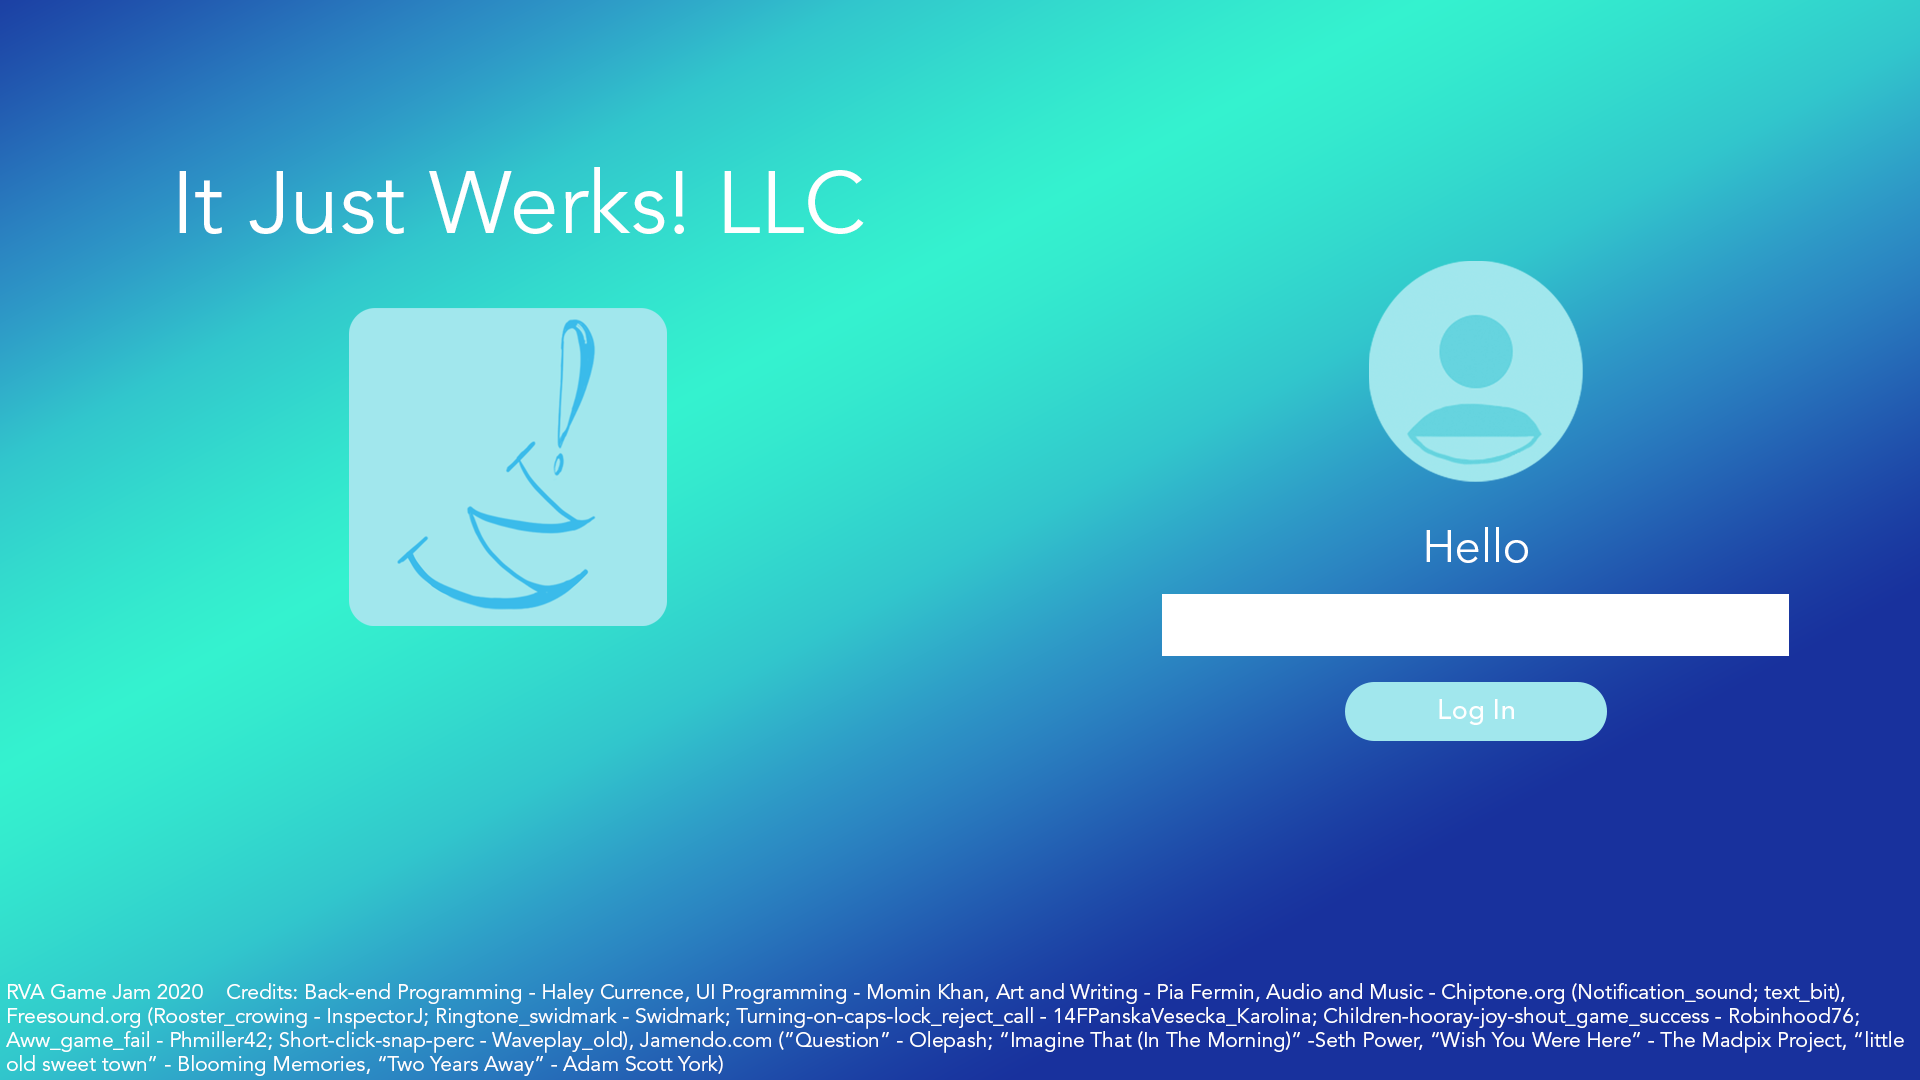 It Just Werks! LLC
Hello
Log In
RVA Game Jam 2020    Credits: Back-end Programming - Haley Currence, UI Programming - Momin Khan, Art and Writing - Pia Fermin, Audio and Music - Chiptone.org (Notification_sound; text_bit),
Freesound.org (Rooster_crowing - InspectorJ; Ringtone_swidmark - Swidmark; Turning-on-caps-lock_reject_call - 14FPanskaVesecka_Karolina; Children-hooray-joy-shout_game_success - Robinhood76;
Aww_game_fail - Phmiller42; Short-click-snap-perc - Waveplay_old), Jamendo.com (“Question” - Olepash; “Imagine That (In The Morning)” -Seth Power, “Wish You Were Here” - The Madpix Project, “little
old sweet town” - Blooming Memories, “Two Years Away” - Adam Scott York)